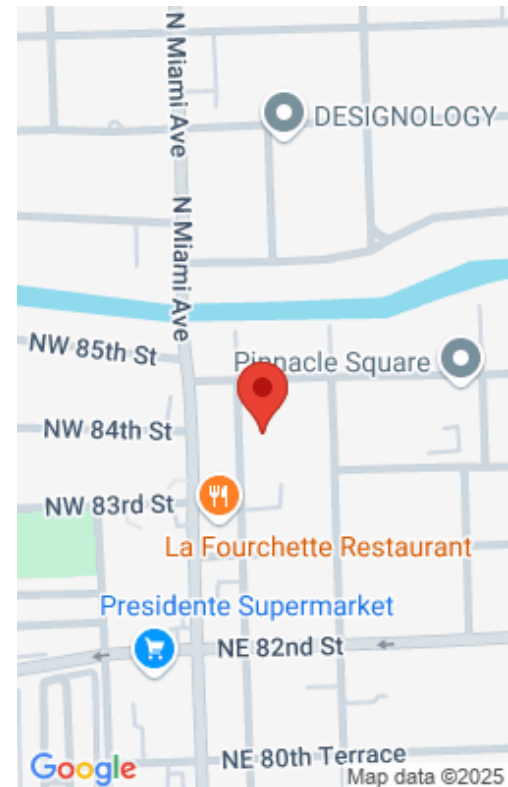 N Miami Ave
DESIGNOLOGY
N Miami Ave
NW 85th St
Pinnacle Square
NW 84th St
NW 83rd St
La Fourchette Restaurant
Presidente Supermarket
NE 82nd St
NE 80th Terrace
Google
Map data ©2025